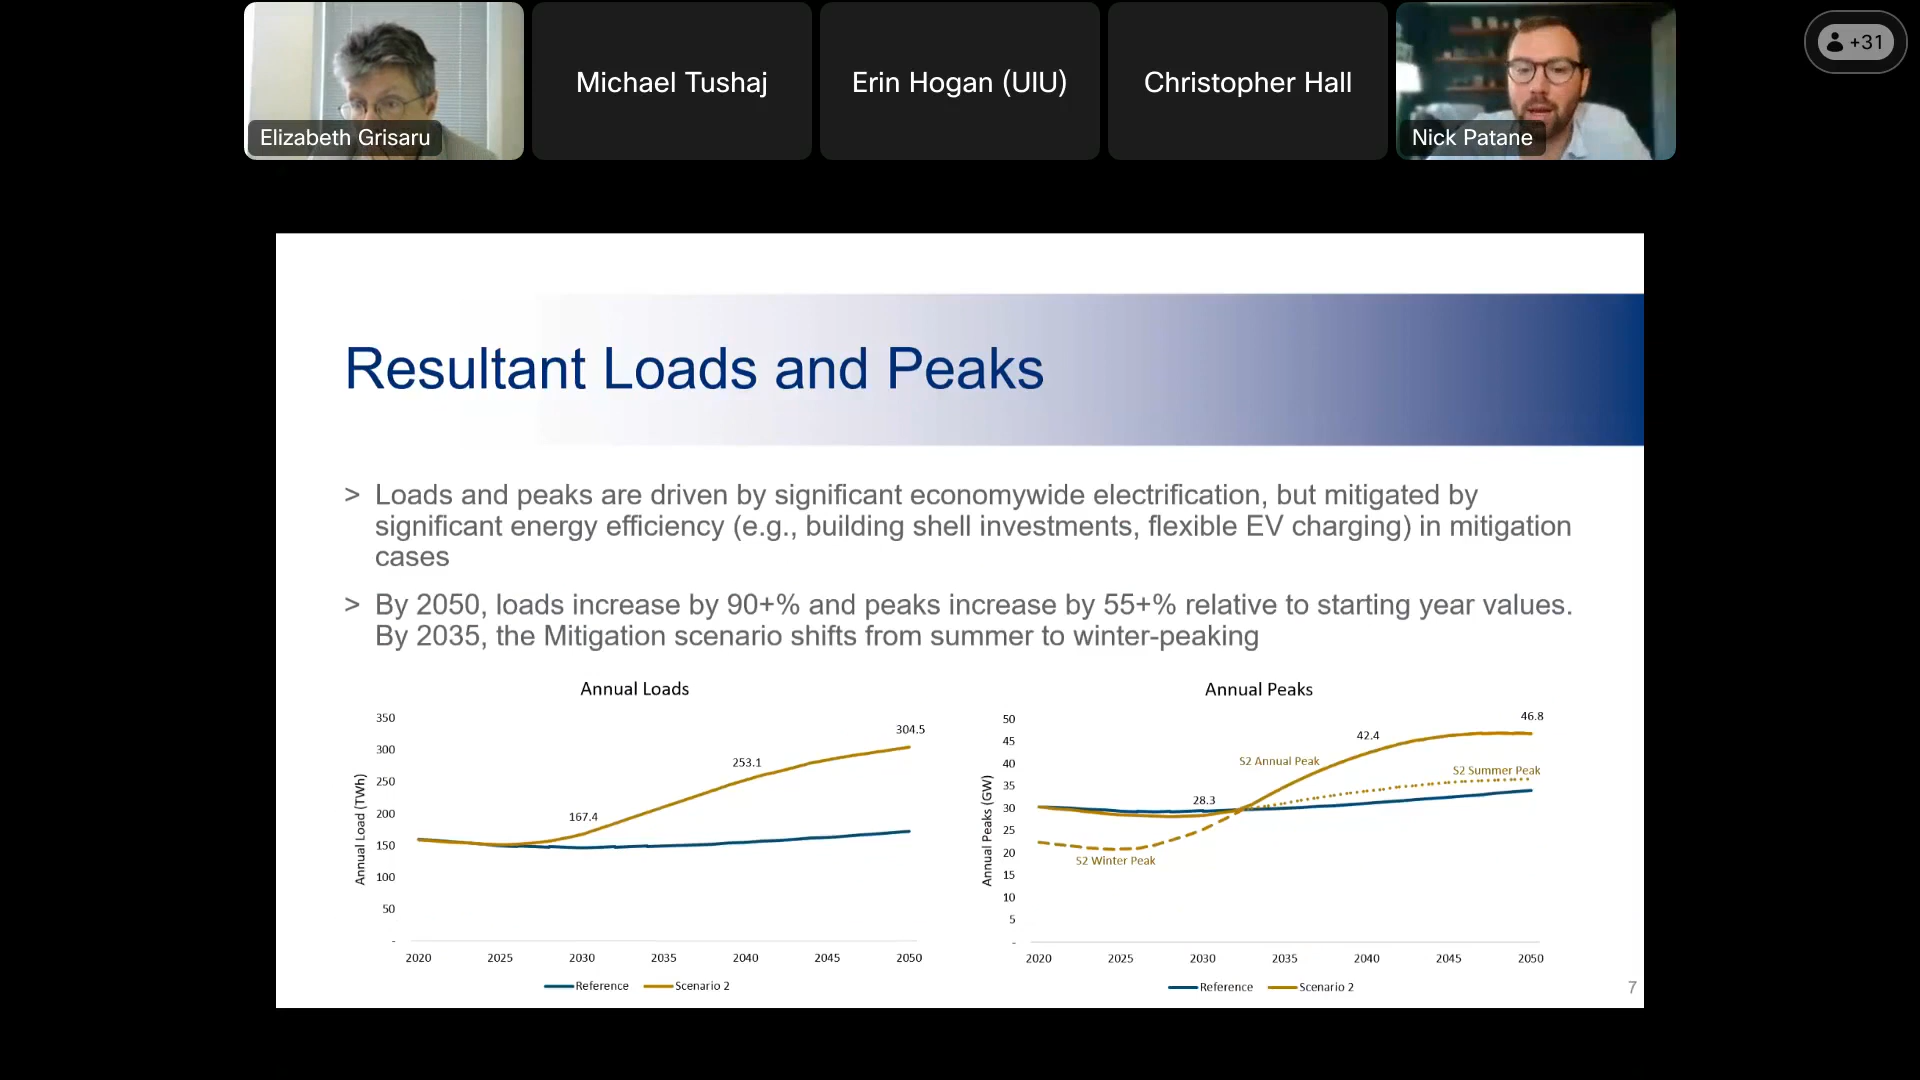 Elizabeth Grisaru
Michael Tushaj
Erin Hogan (UIU)
Christopher Hall
Nick Patane
+31
Resultant Loads and Peaks
> Loads and peaks are driven by significant economywide electrification, but mitigated by
significant energy efficiency (e.g., building shell investments, flexible EV charging) in mitigation
cases
> By 2050, loads increase by 90+% and peaks increase by 55+% relative to starting year values.
By 2035, the Mitigation scenario shifts from summer to winter-peaking
Annual Loads
Annual Load (TWh)
350
300
250
200
150
100
50
-
304.5
253.1
167.4
2020 2025 2030 2035 2040 2045 2050
Reference Scenario 2
Annual Peaks
Annual Peaks (GW)
50
45
40
35
30
25
20
15
10
5
-
46.8
42.4
S2 Annual Peak
S2 Summer Peak
28.3
S2 Winter Peak
2020 2025 2030 2035 2040 2045 2050
Reference Scenario 2
7